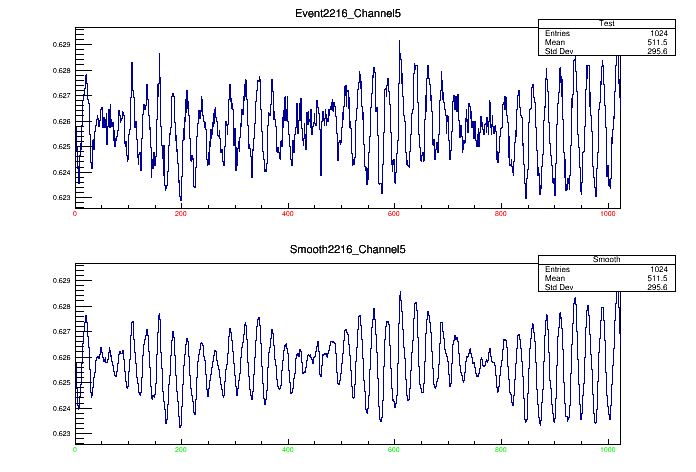 Event2216_Channel5
Test
Entries 1024
Mean 511.5
Std Dev 295.6
0.629
0.628
0.627
0.626
0.625
0.624
0.623
0 200 400 600 800 1000
Smooth2216_Channel5
Smooth
Entries 1024
Mean 511.5
Std Dev 295.6
0.629
0.628
0.627
0.626
0.625
0.624
0.623
0 200 400 600 800 1000